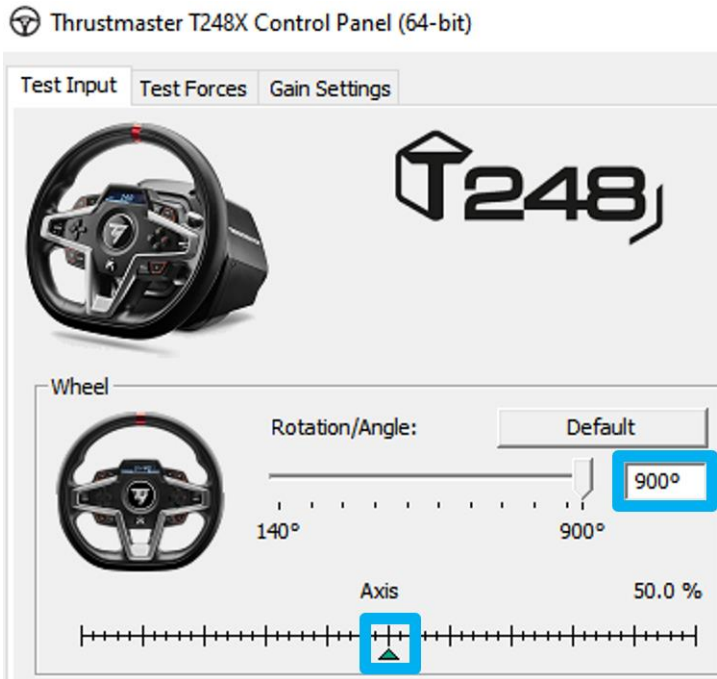 Thrustmaster T248X Control Panel (64-bit)
Test Input Test Forces Gain Settings
T248
Wheel
Rotation/Angle: Default
900°
140° 900°
Axis 50.0 %